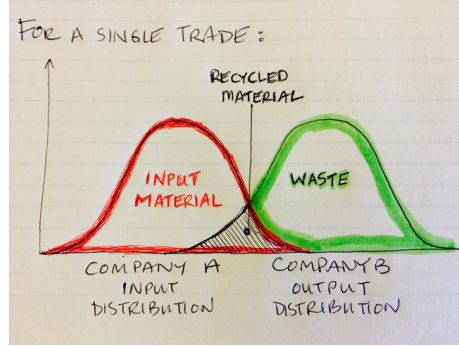 FOR A SINGLE TRADE:
RECYCLED
MATERIAL
INPUT
MATERIAL
WASTE
COMPANY A
INPUT
DISTRIBUTION
COMPANY B
OUTPUT
DISTRIBUTION